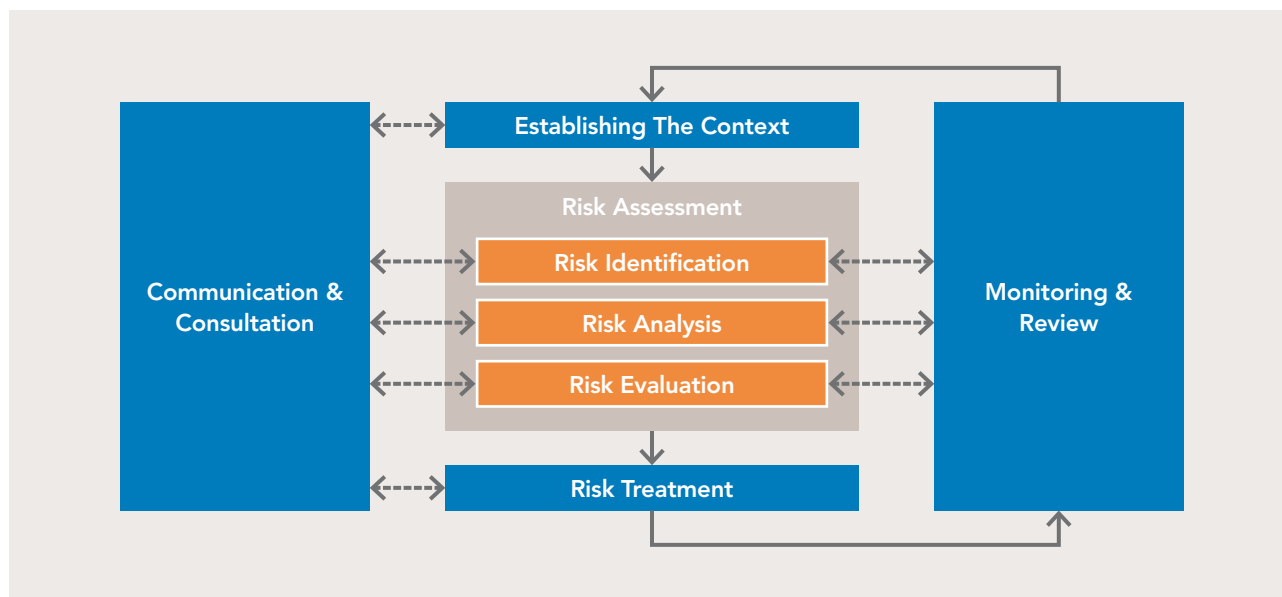 Establishing The Context
Risk Assessment
Risk Identification
Risk Analysis
Risk Evaluation
Risk Treatment
Communication &
Consultation
Monitoring &
Review